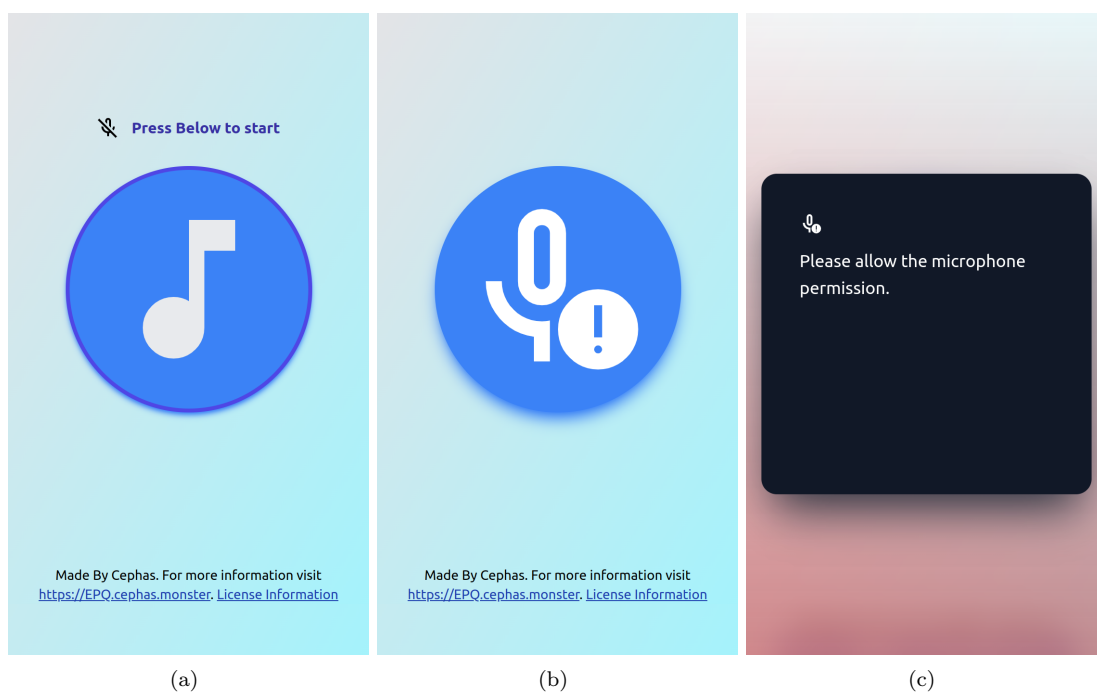 Press Below to start
Made By Cephas. For more information visit
https://EPQ.cephas.monster. License Information
(a)
Made By Cephas. For more information visit
https://EPQ.cephas.monster. License Information
(b)
Please allow the microphone
permission.
(c)